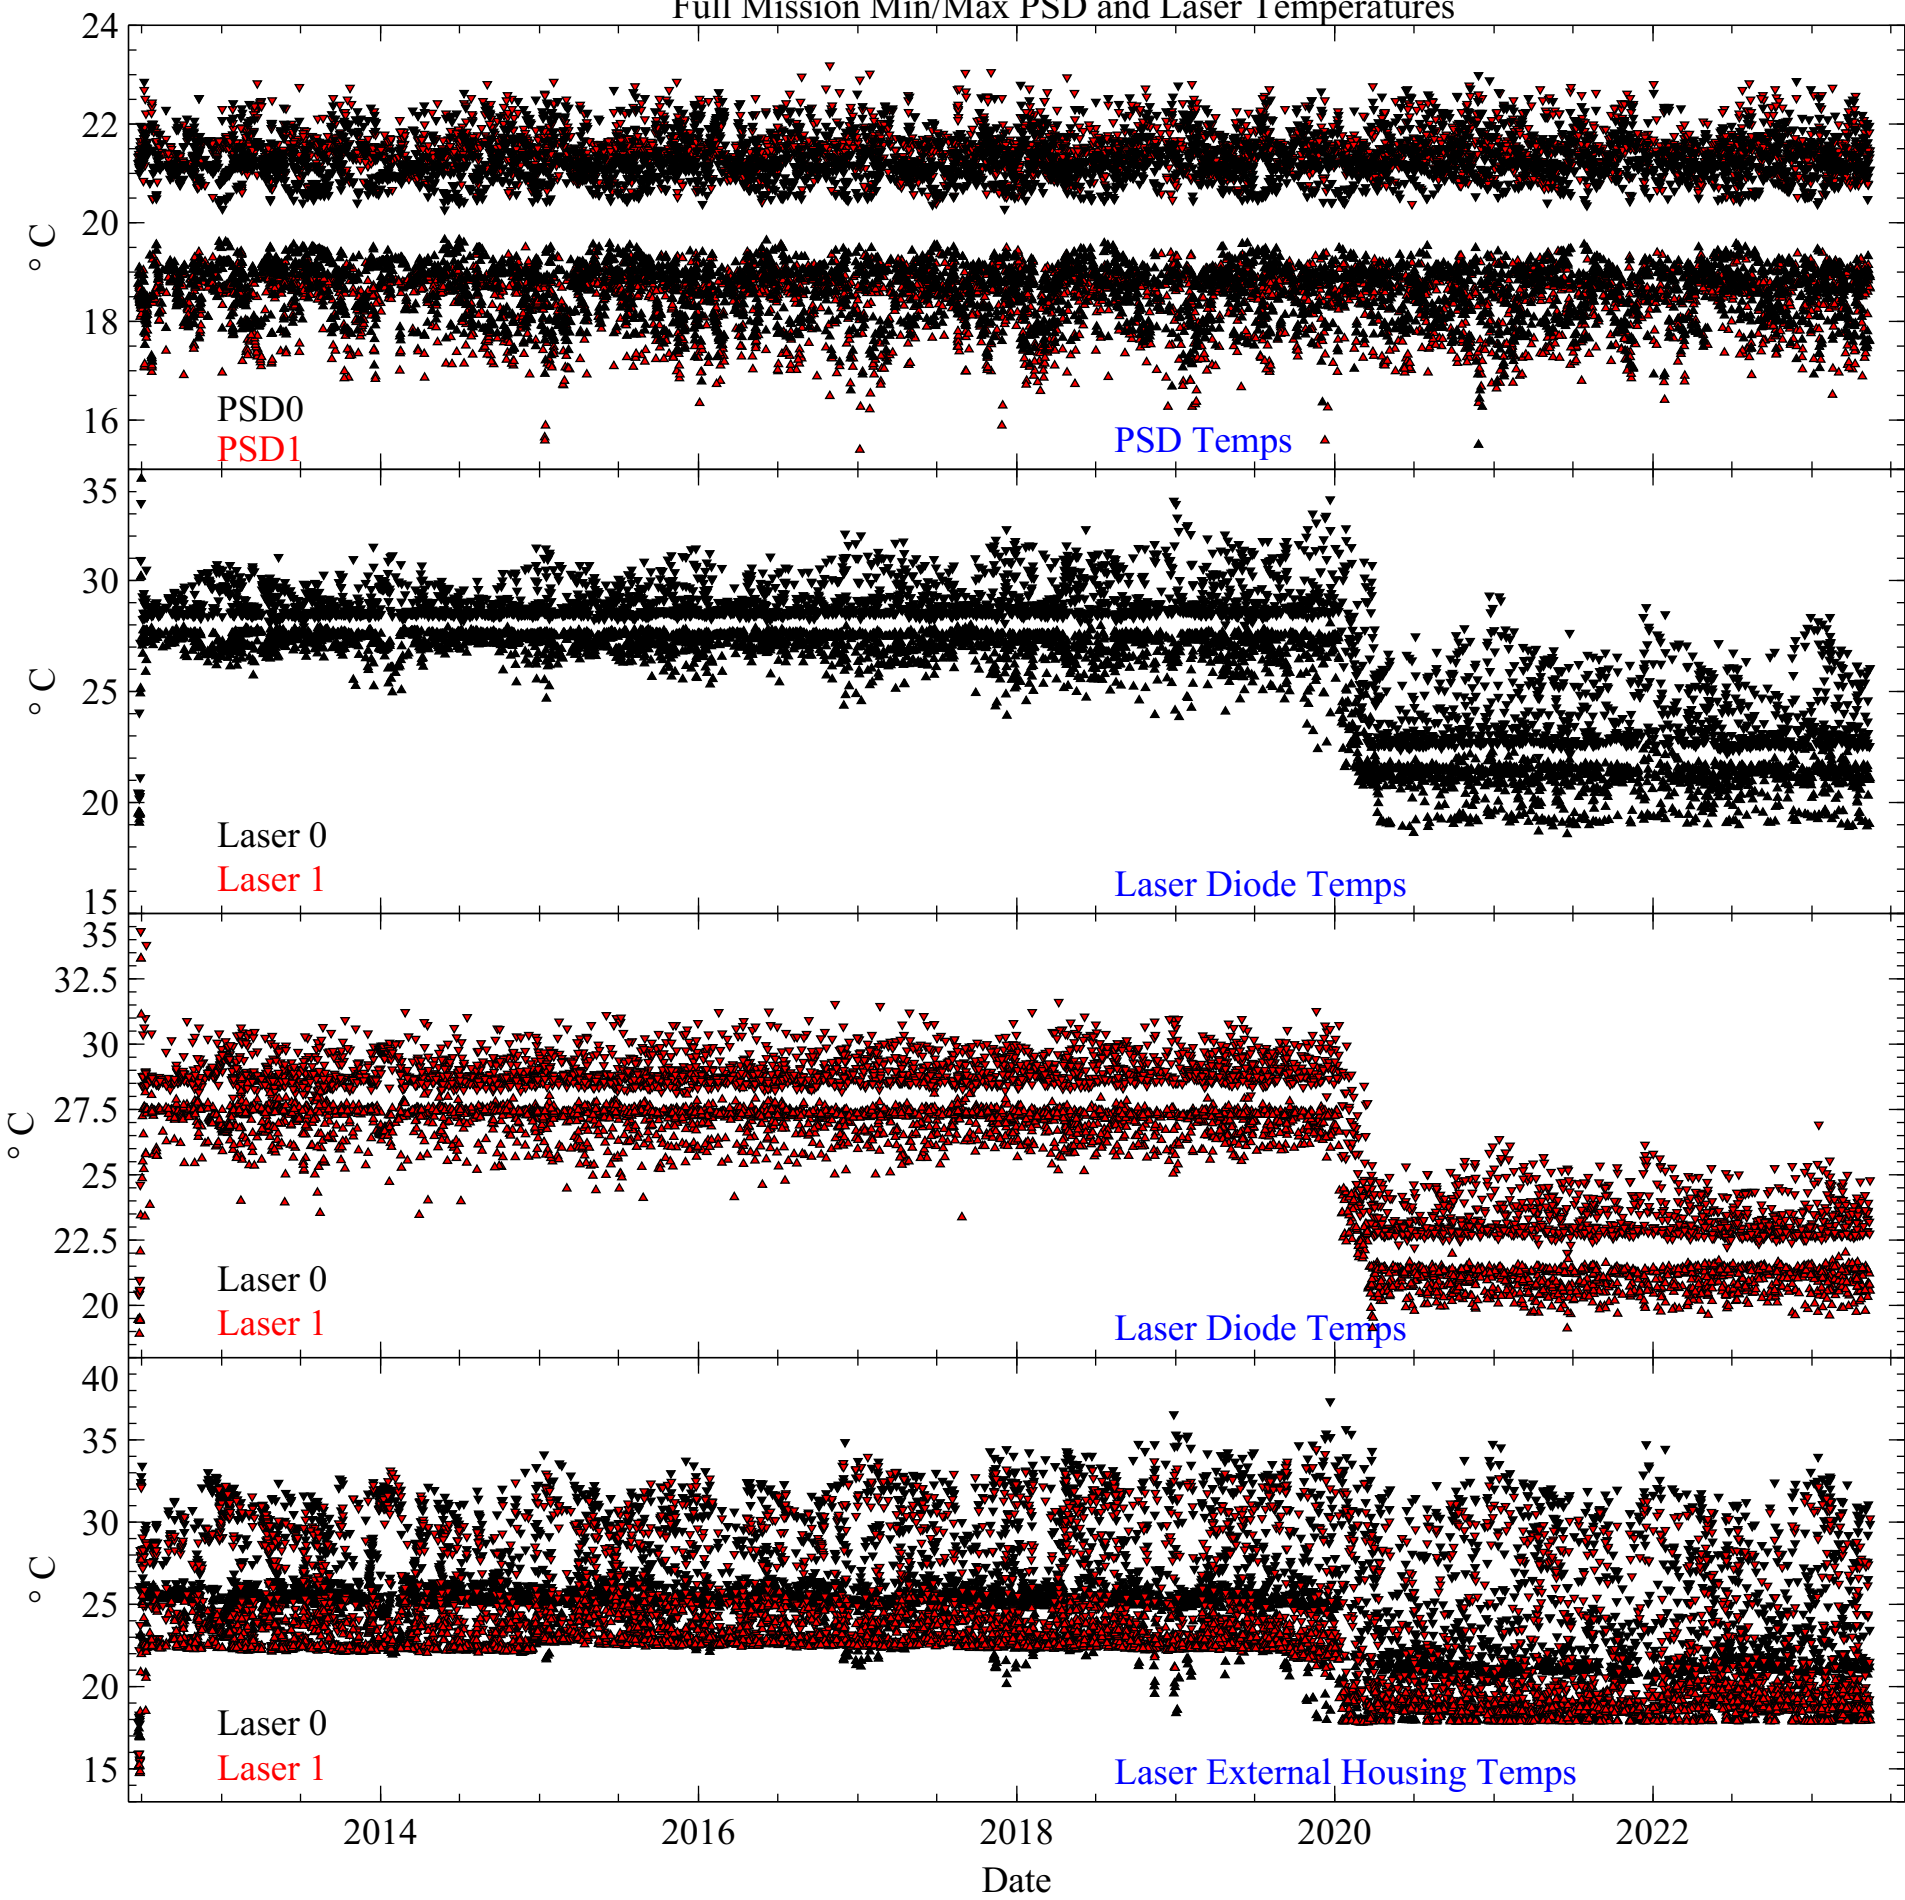 Full Mission Min/Max PSD and Laser Temperatures
24
22
20
18
16
° C
PSD0
PSD1
PSD Temps
35
30
25
20
15
° C
Laser 0
Laser 1
Laser Diode Temps
35
32.5
30
27.5
25
22.5
20
° C
Laser 0
Laser 1
Laser Diode Temps
40
35
30
25
20
15
° C
Laser 0
Laser 1
Laser External Housing Temps
2014 2016 2018 2020 2022
Date